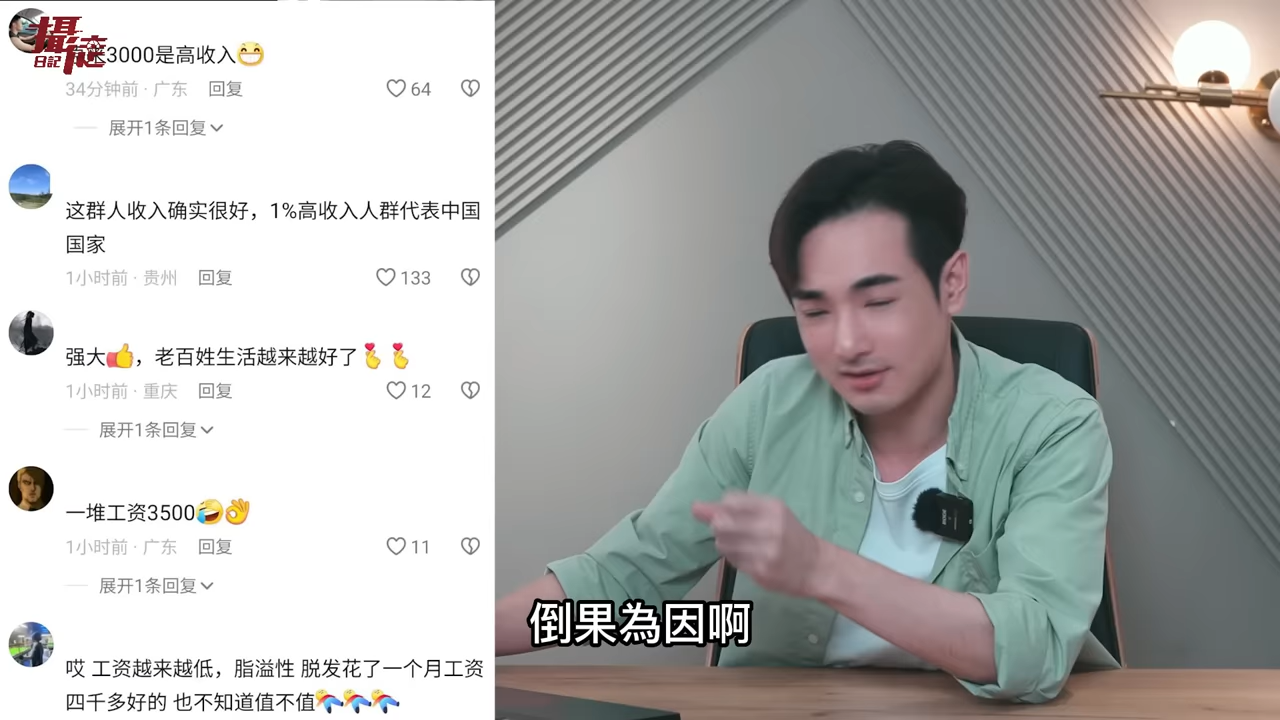 攝徒
日記
3000是高收入😁
34分钟前 · 广东 回复
64
展开1条回复
这群人收入确实很好，1%高收入人群代表中国
国家
1小时前 · 贵州 回复
133
强大👍，老百姓生活越来越好了🫰🫰
1小时前 · 重庆 回复
12
展开1条回复
一堆工资3500🤣👌
1小时前 · 广东 回复
11
展开1条回复
哎 工资越来越低，脂溢性 脱发花了一个月工资
四千多好的 也不知道值不值
倒果為因啊